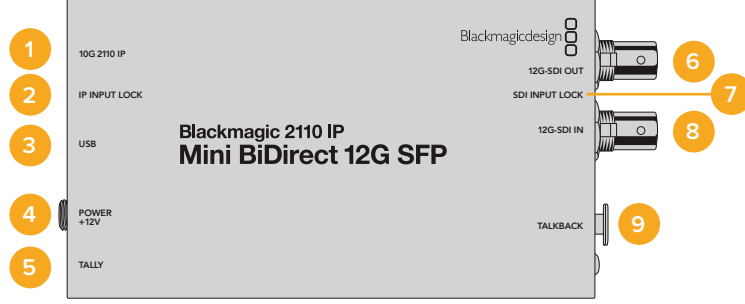 1
10G 2110 IP
2
IP INPUT LOCK
3
USB
4
POWER
+12V
5
TALLY
Blackmagic 2110 IP
Mini BiDirect 12G SFP
Blackmagicdesign
12G-SDI OUT
6
SDI INPUT LOCK
7
12G-SDI IN
8
TALKBACK
9